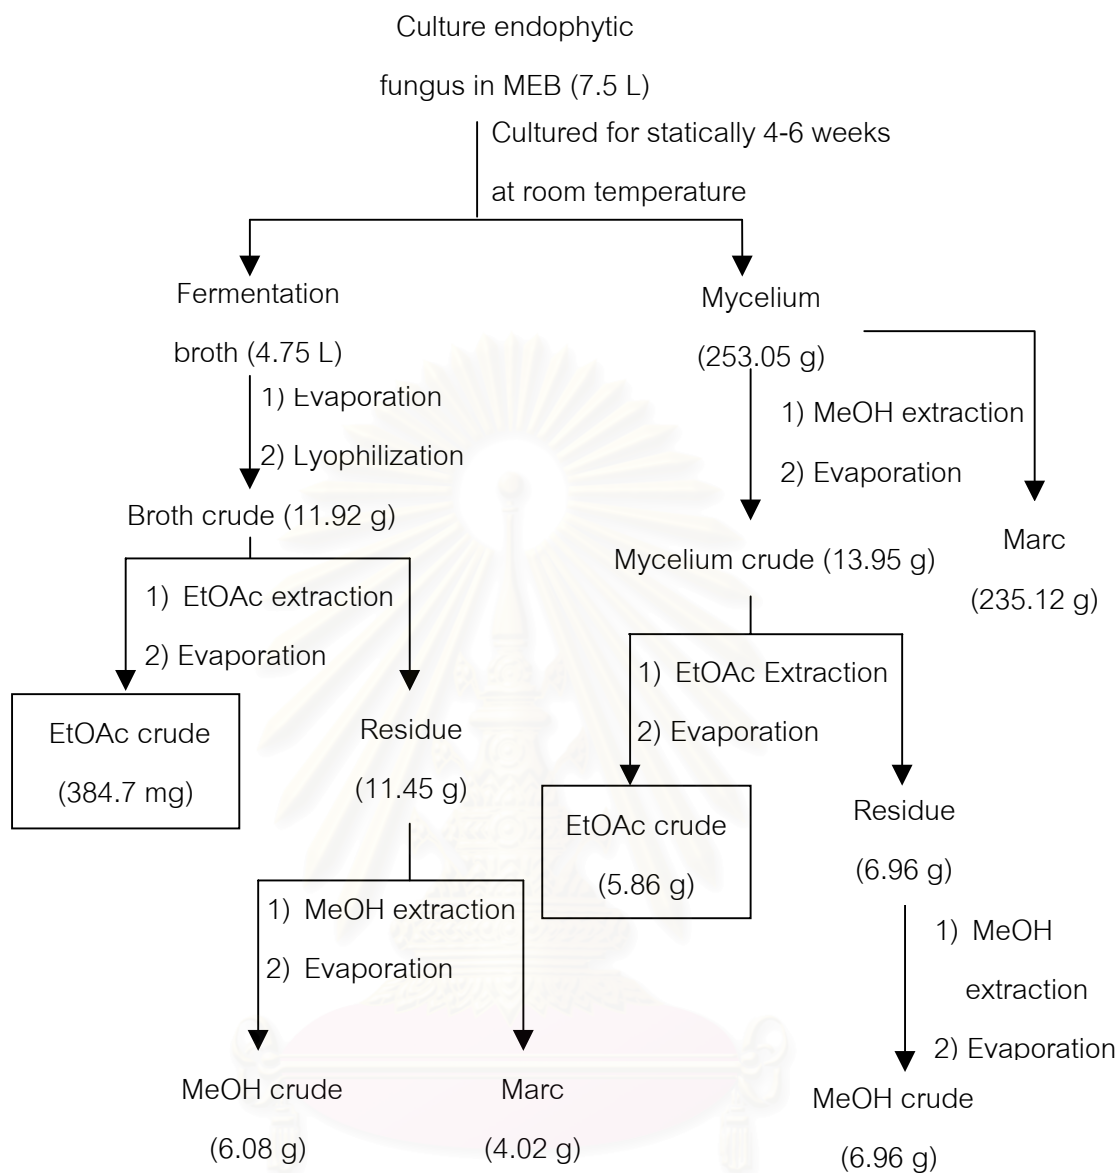 Culture endophytic
fungus in MEB (7.5 L)
Cultured for statically 4-6 weeks
at room temperature
Fermentation
broth (4.75 L)
1) Evaporation
2) Lyophilization
Broth crude (11.92 g)
1) EtOAc extraction
2) Evaporation
EtOAc crude
(384.7 mg)
Residue
(11.45 g)
1) MeOH extraction
2) Evaporation
MeOH crude
(6.08 g)
Marc
(4.02 g)
Mycelium
(253.05 g)
1) MeOH extraction
2) Evaporation
Marc
(235.12 g)
Mycelium crude (13.95 g)
1) EtOAc Extraction
2) Evaporation
EtOAc crude
(5.86 g)
Residue
(6.96 g)
1) MeOH
extraction
2) Evaporation
MeOH crude
(6.96 g)